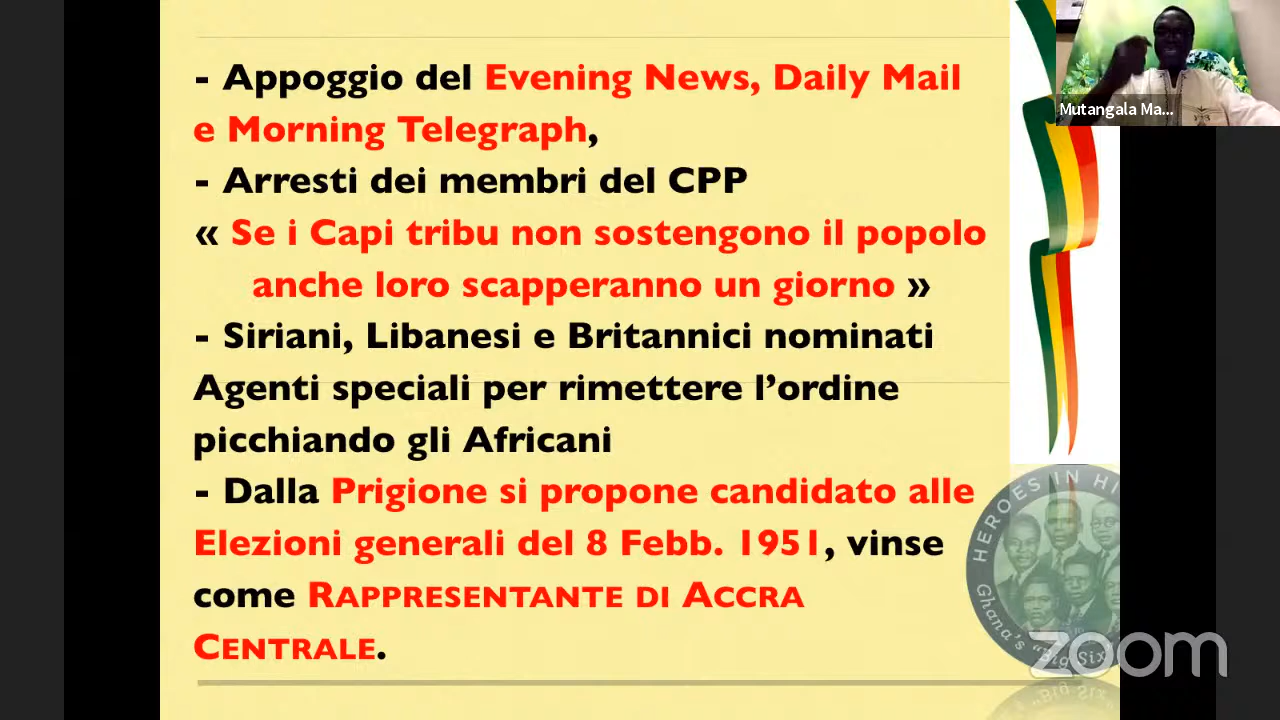 - Appoggio del Evening News, Daily Mail
e Morning Telegraph,
- Arresti dei membri del CPP
« Se i Capi tribu non sostengono il popolo
anche loro scapperanno un giorno »
- Siriani, Libanesi e Britannici nominati
Agenti speciali per rimettere l’ordine
picchiando gli Africani
- Dalla Prigione si propone candidato alle
Elezioni generali del 8 Febb. 1951, vinse
come RAPPRESENTANTE DI ACCRA
CENTRALE.
Mutangala Ma...
HEROES IN HI
Ghana's "Big Six
zoom